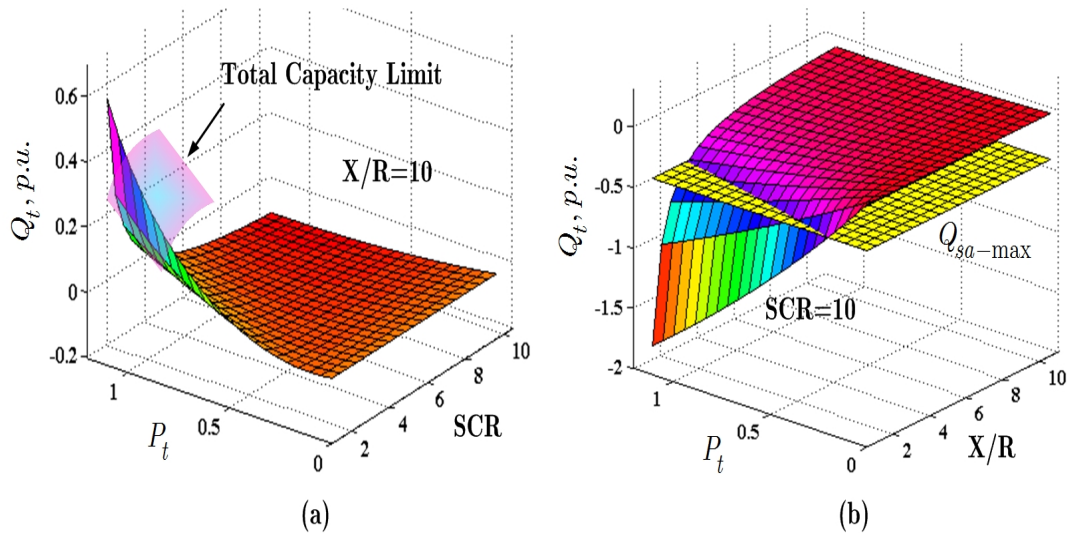 Total Capacity Limit
X/R=10
Q_t, p.u.
0.6
0.4
0.2
0
-0.2
1
0.5
0
P_t
2
4
6
8
10
SCR
(a)
Q_t, p.u.
0
-0.5
-1
-1.5
-2
Q_sa-max
SCR=10
1
0.5
0
P_t
2
4
6
8
10
X/R
(b)